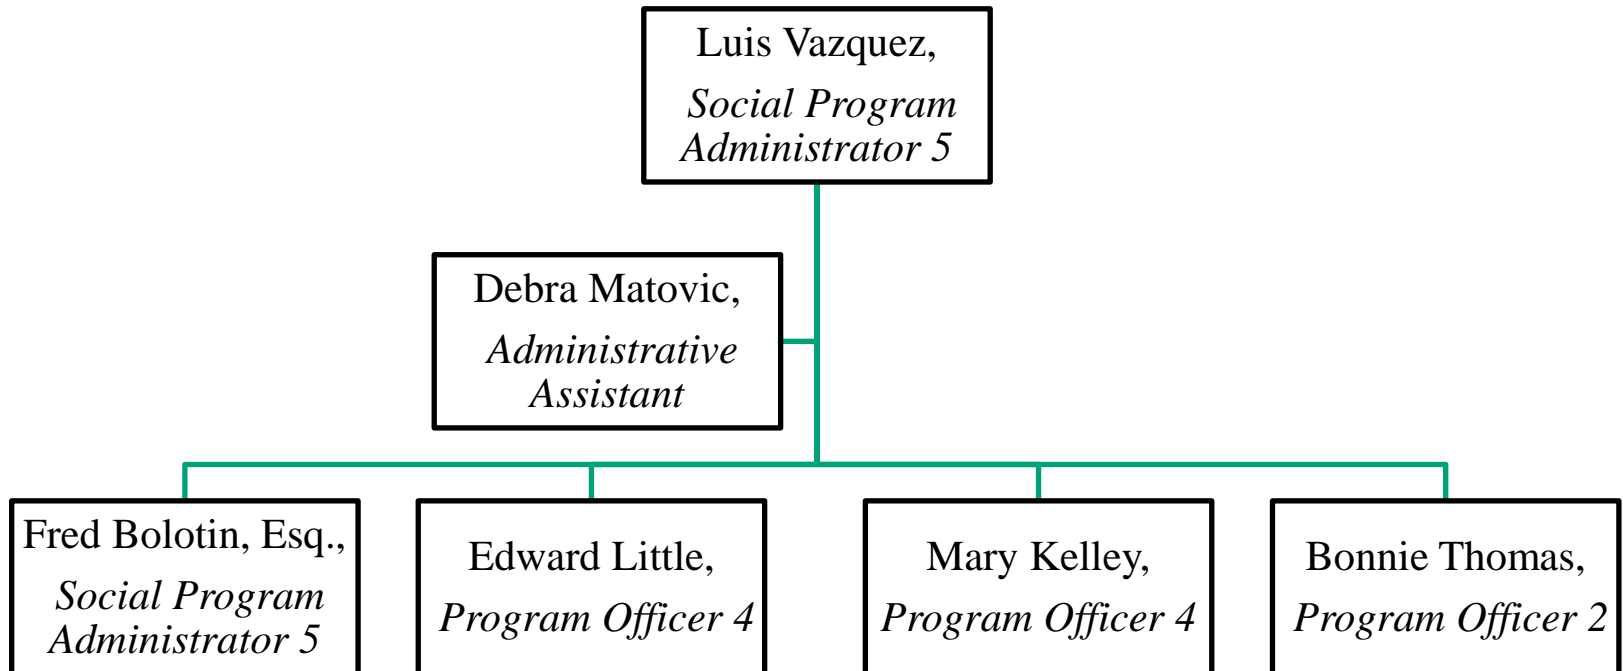 Luis Vazquez,
Social Program
Administrator 5
Debra Matovic,
Administrative
Assistant
Fred Bolotin, Esq.,
Social Program
Administrator 5
Edward Little,
Program Officer 4
Mary Kelley,
Program Officer 4
Bonnie Thomas,
Program Officer 2